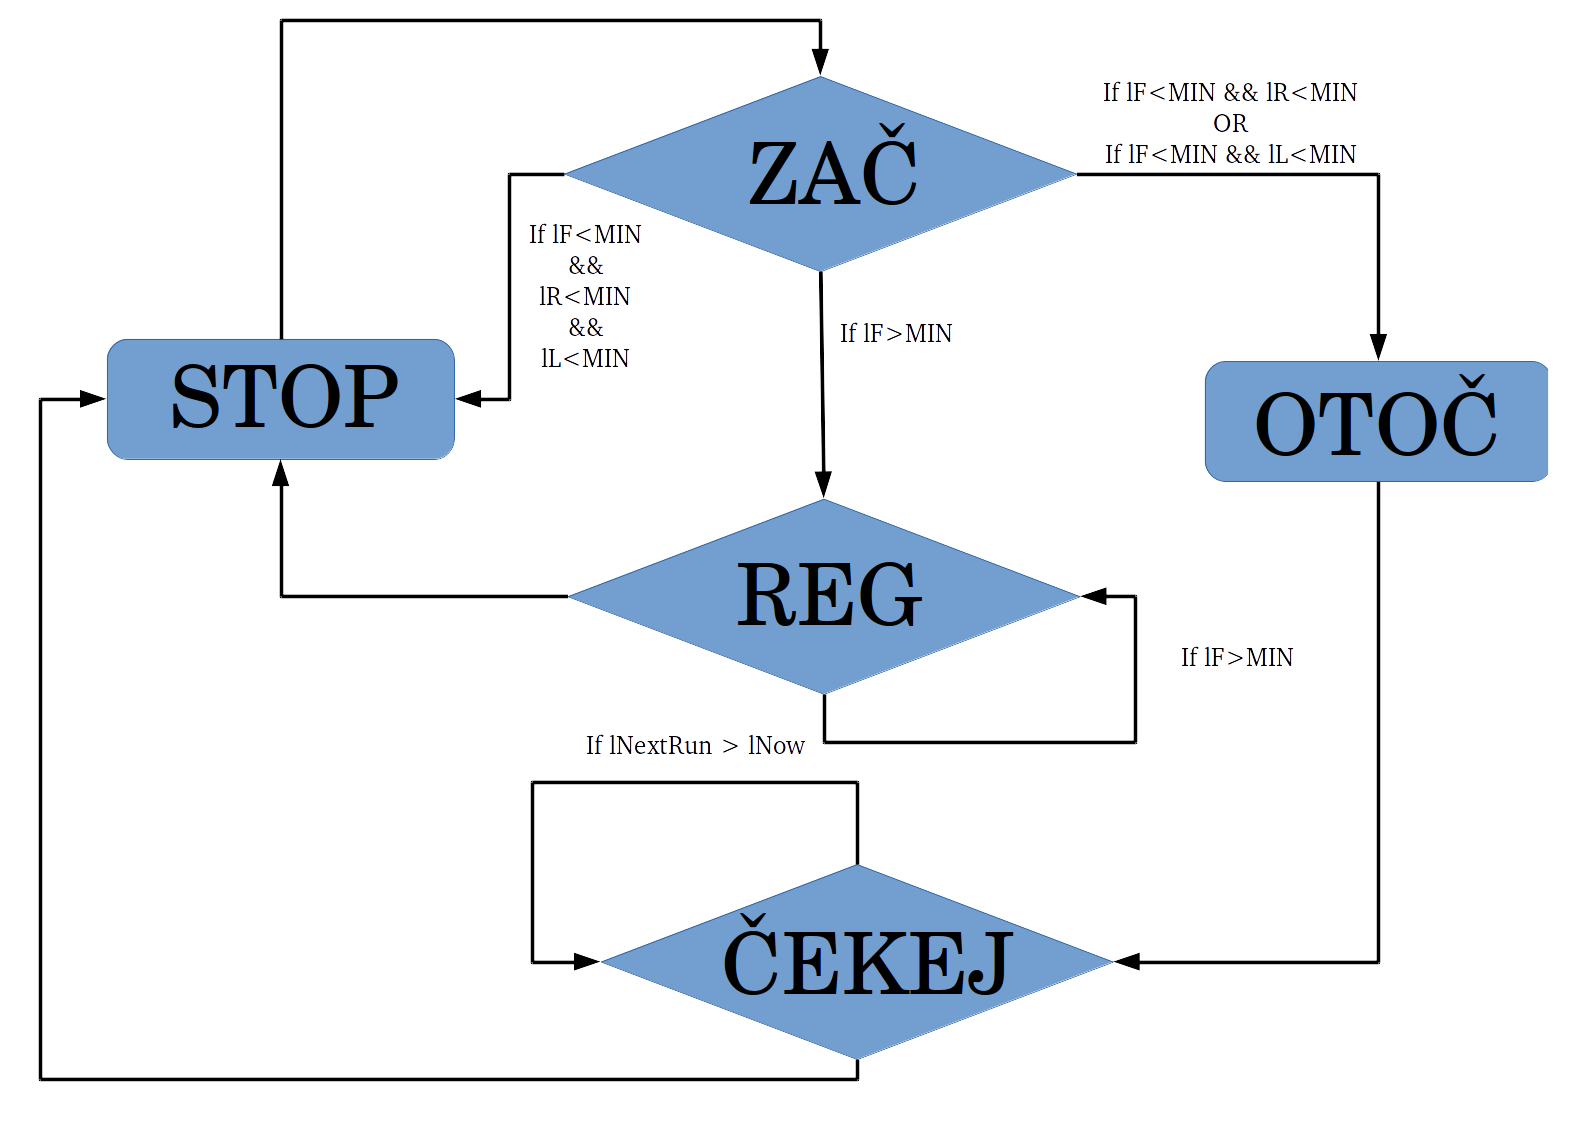 If lF<MIN && lR<MIN
OR
If lF<MIN && lL<MIN
ZAČ
If lF<MIN
&&
lR<MIN
&&
lL<MIN
If lF>MIN
STOP
OTOČ
REG
If lF>MIN
If lNextRun > lNow
ČEKEJ